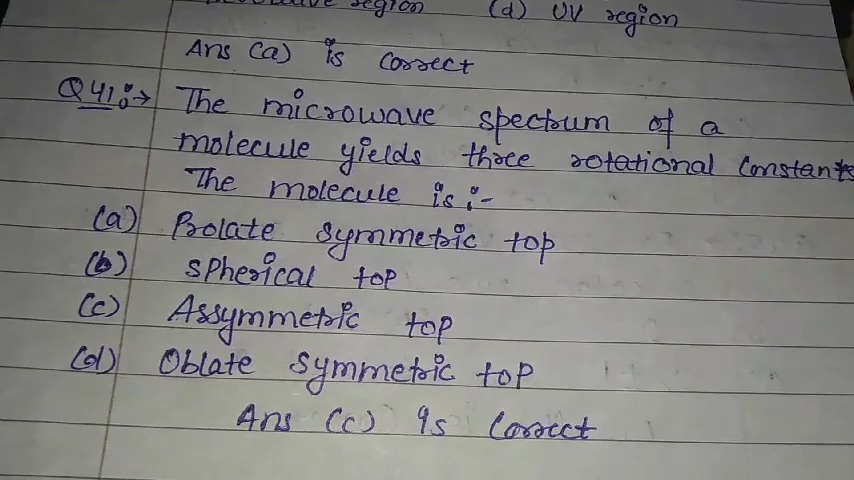 region (d) UV region
Ans (a) is correct
Q41:→ The microwave spectrum of a
molecule yields three rotational constants
The molecule is :-
(a) Prolate symmetric top
(b) spherical top
(c) Assymmetric top
(d) Oblate symmetric top
Ans (c) is correct